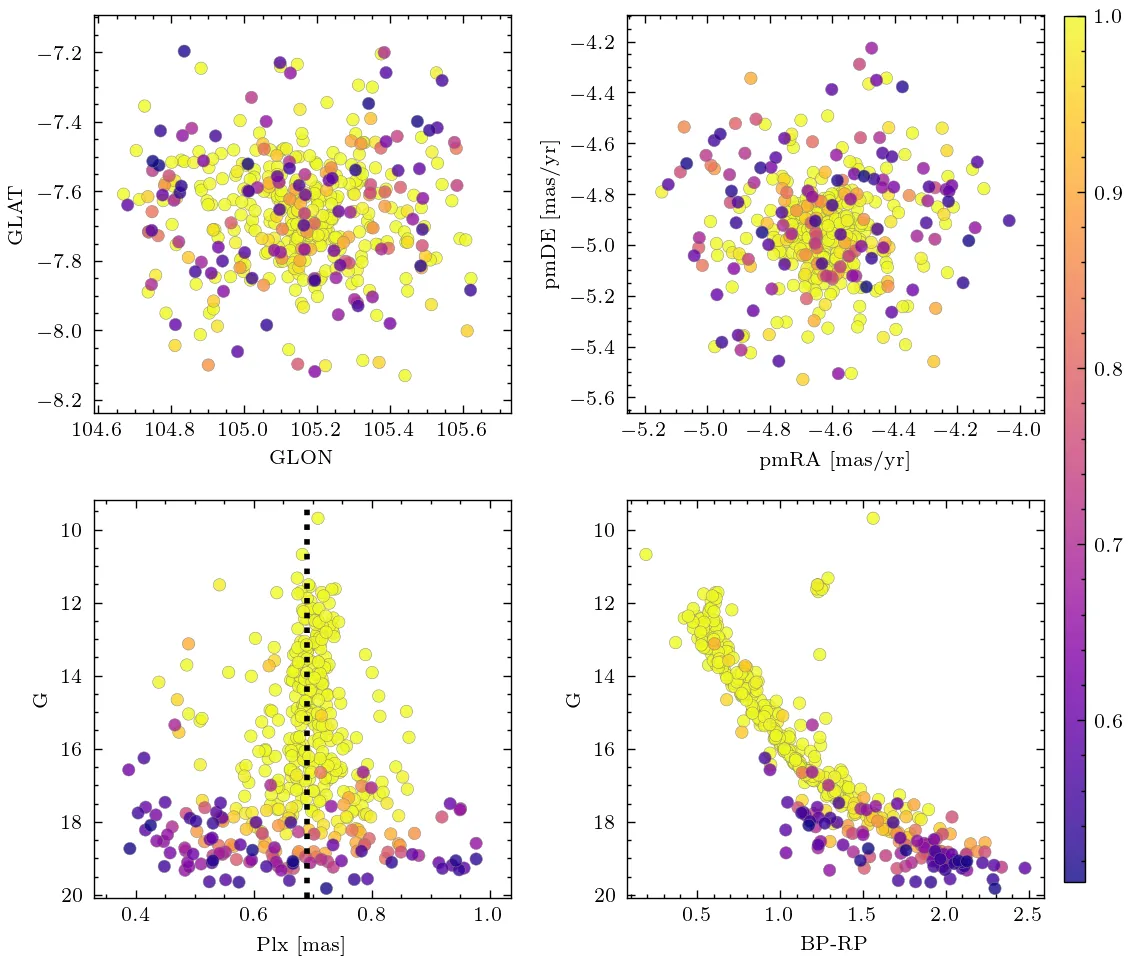 −7.2
−7.4
−7.6
−7.8
−8.0
−8.2
GLAT
104.6 104.8 105.0 105.2 105.4 105.6
GLON
−4.2
−4.4
−4.6
−4.8
−5.0
−5.2
−5.4
−5.6
pmDE [mas/yr]
−5.2 −5.0 −4.8 −4.6 −4.4 −4.2 −4.0
pmRA [mas/yr]
10
12
14
16
18
20
G
0.4 0.6 0.8 1.0
Plx [mas]
10
12
14
16
18
20
G
0.5 1.0 1.5 2.0 2.5
BP-RP
1.0
0.9
0.8
0.7
0.6